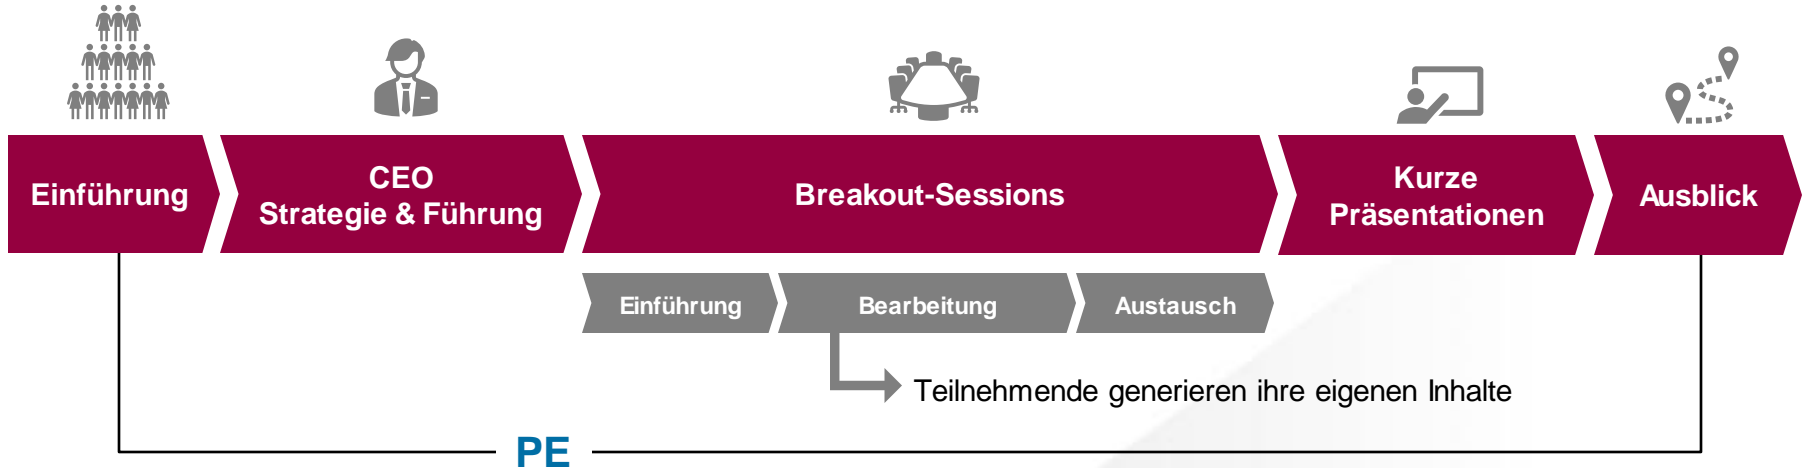 Einführung
CEO
Strategie & Führung
Breakout-Sessions
Kurze
Präsentationen
Ausblick
Einführung
Bearbeitung
Austausch
Teilnehmende generieren ihre eigenen Inhalte
PE